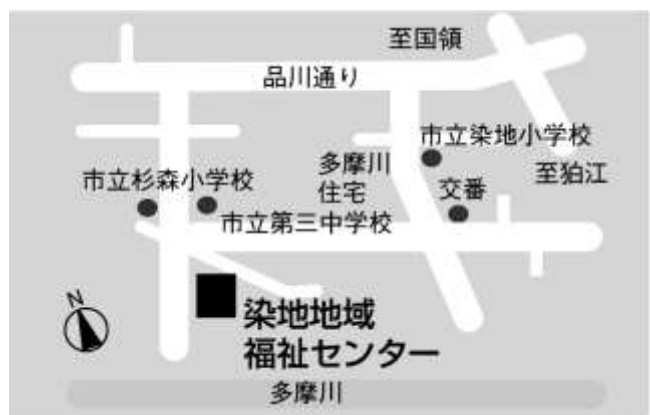 至国領
品川通り
市立染地小学校
多摩川
住宅
至狛江
市立杉森小学校
交番
市立第三中学校
N
染地地域
福祉センター
多摩川